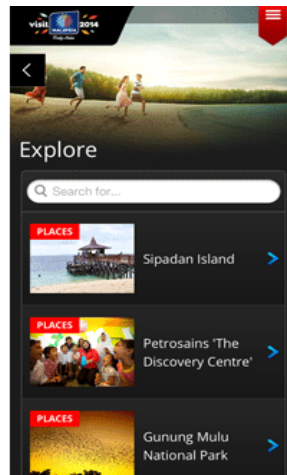 visit MALAYSIA 2014
Explore
Search for...
PLACES
Sipadan Island
PLACES
Petrosains 'The
Discovery Centre'
PLACES
Gunung Mulu
National Park